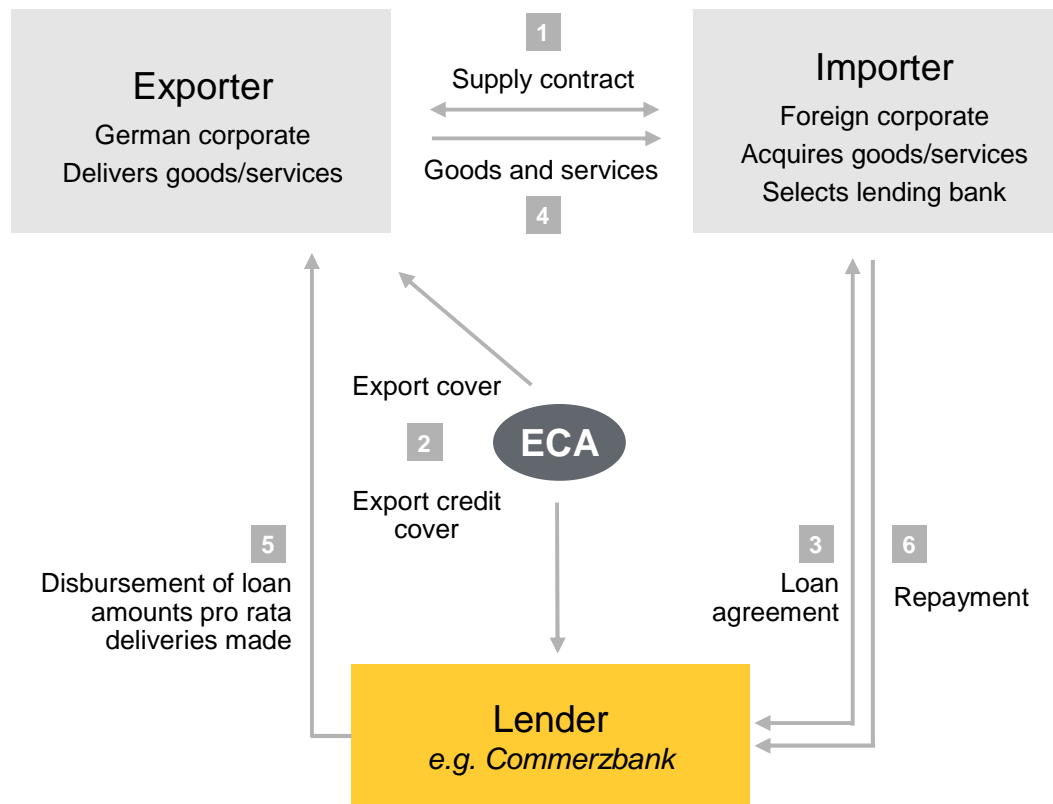 1
Exporter
German corporate
Delivers goods/services
Supply contract
Goods and services
4
Importer
Foreign corporate
Acquires goods/services
Selects lending bank
Export cover
2
ECA
Export credit
cover
5
Disbursement of loan
amounts pro rata
deliveries made
3
Loan
agreement
6
Repayment
Lender
e.g. Commerzbank